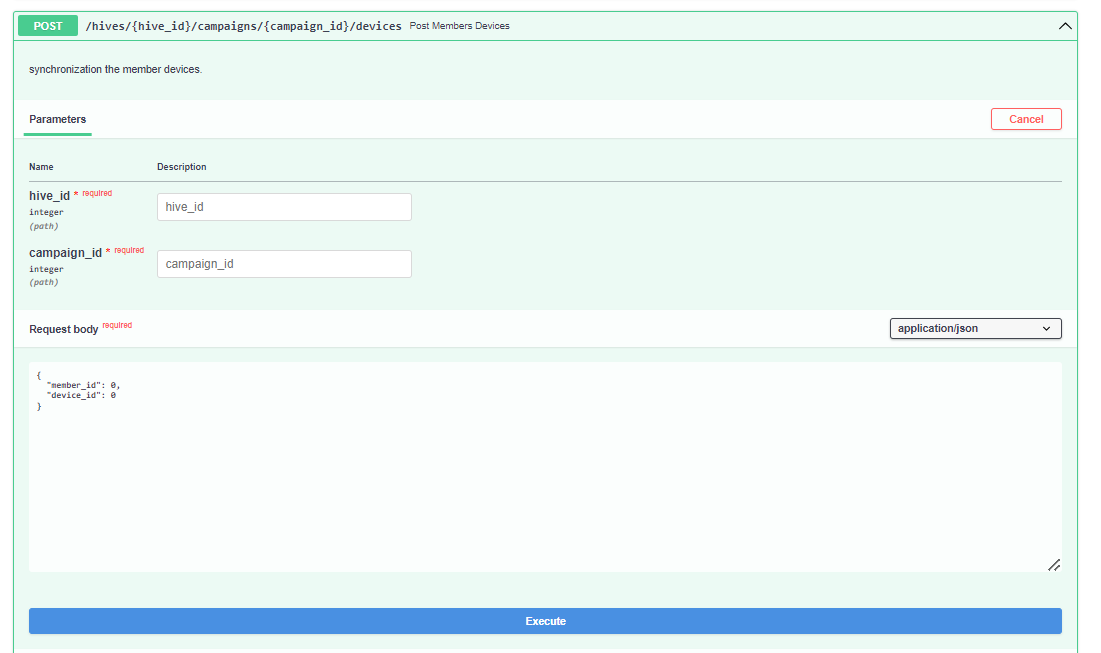 POST /hives/{hive_id}/campaigns/{campaign_id}/devices Post Members Devices
synchronization the member devices.
Parameters
Cancel
Name Description
hive_id * required
integer
(path)
hive_id
campaign_id * required
integer
(path)
campaign_id
Request body required
application/json
{
  "member_id": 0,
  "device_id": 0
}
Execute